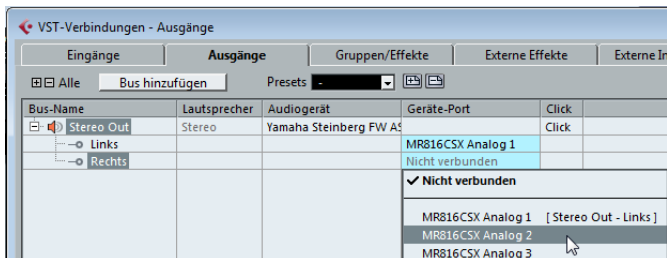 VST-Verbindungen - Ausgänge
Eingänge Ausgänge Gruppen/Effekte Externe Effekte Externe
Alle Bus hinzufügen Presets -
Bus-Name Lautsprecher Audiogerät Geräte-Port Click
Stereo Out Stereo Yamaha Steinberg FW Click
Links MR816CSX Analog 1
Rechts Nicht verbunden
✓ Nicht verbunden
MR816CSX Analog 1 [ Stereo Out - Links ]
MR816CSX Analog 2
MR816CSX Analog 3